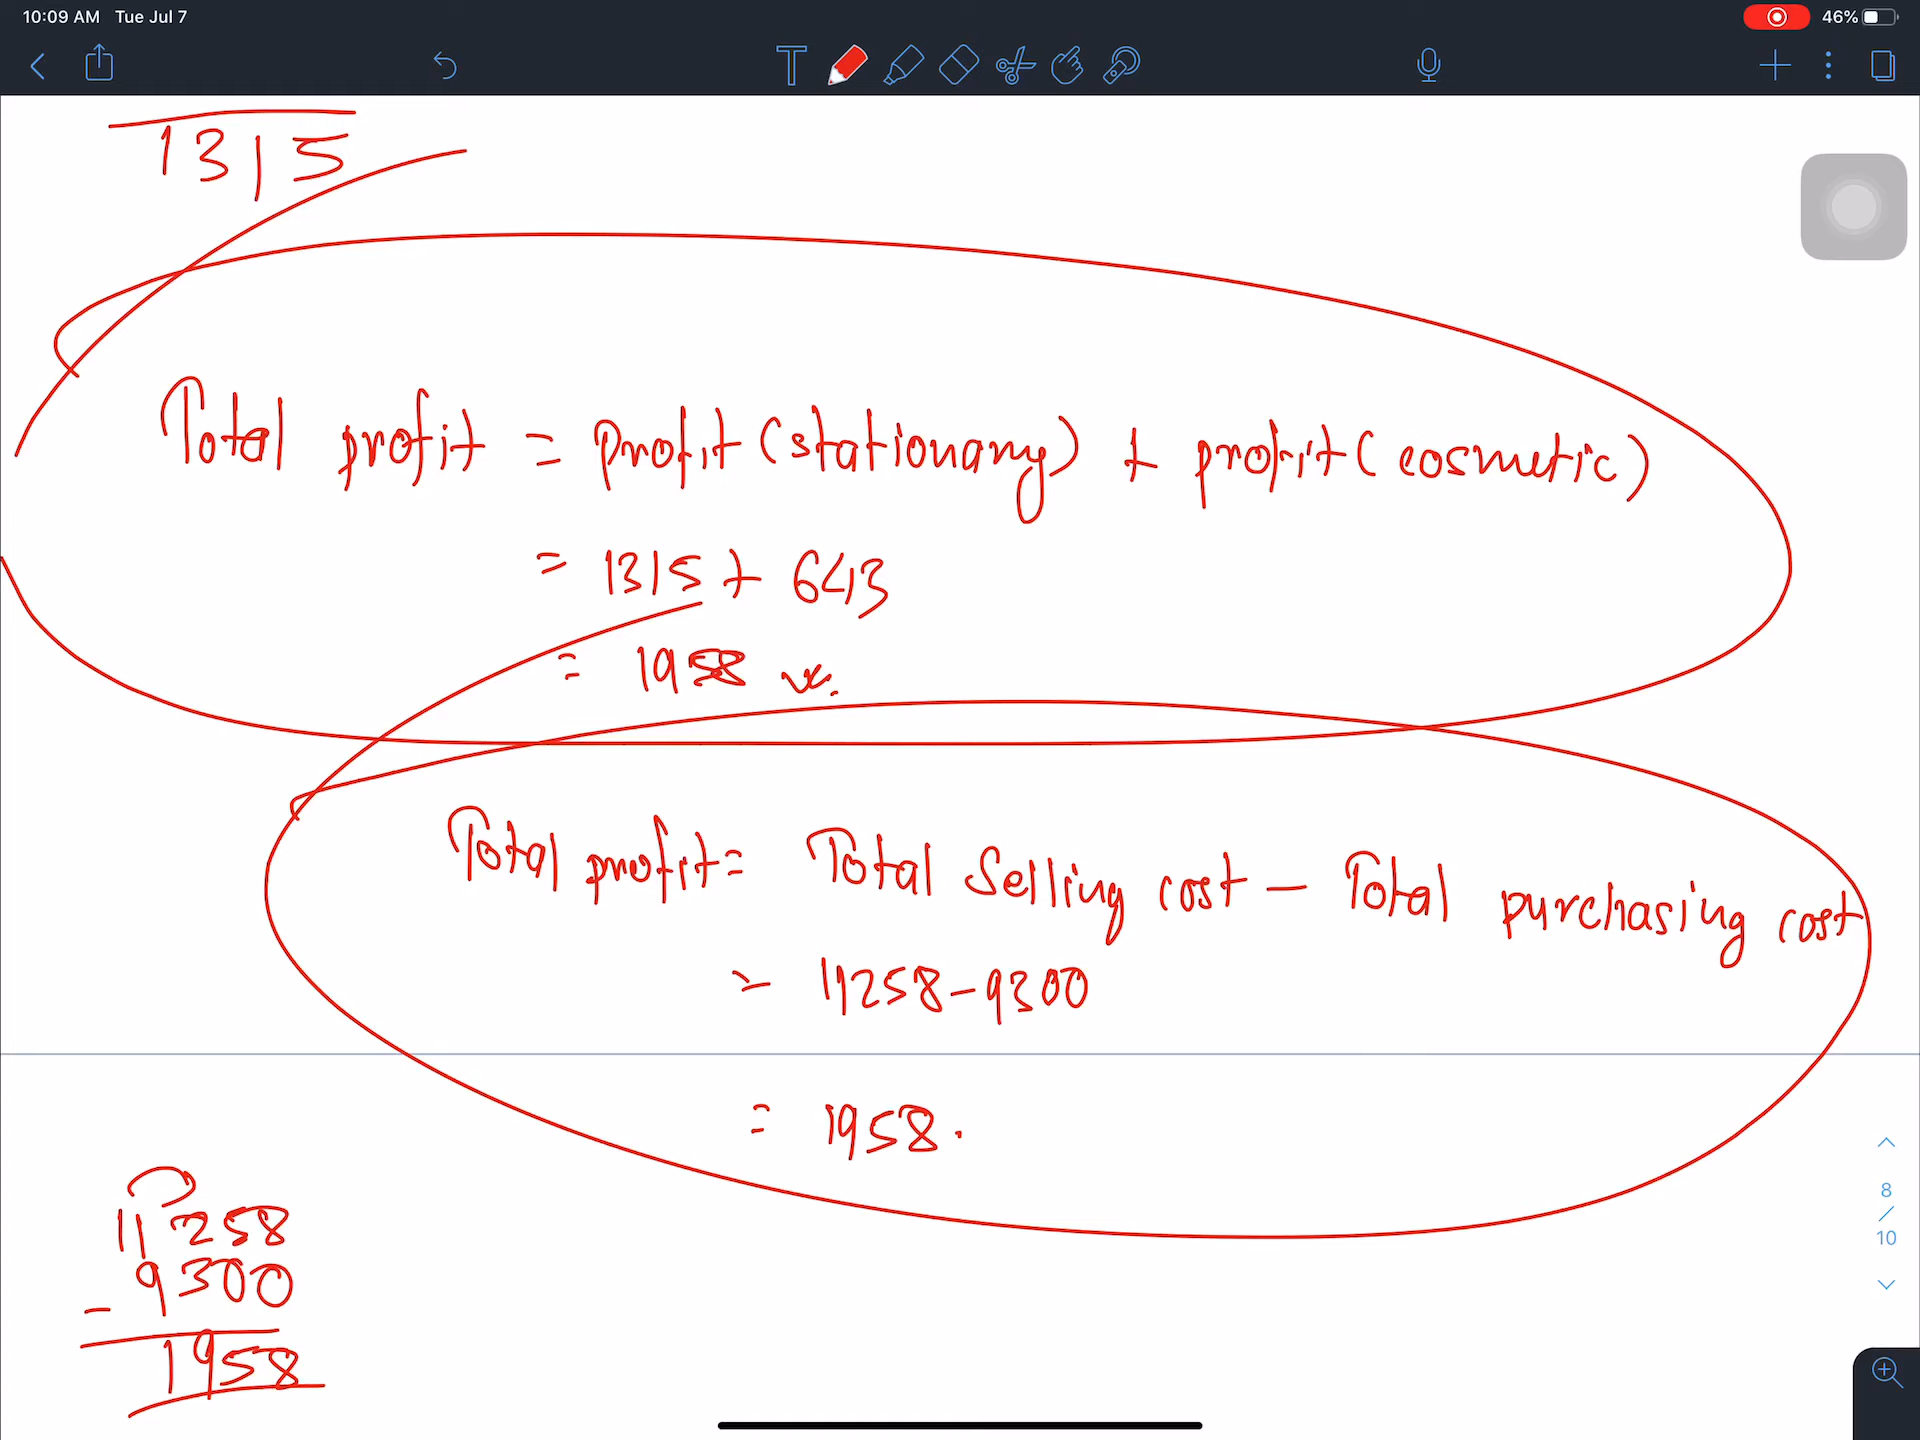 10:09 AM Tue Jul 7
46%
1315
Total profit = Profit (stationary) + profit (cosmetic)
= 1315 + 643
= 1958
Total profit = Total Selling cost - Total purchasing cost
= 11258 - 9300
= 1958.
8
/
10
11258
- 9300
1958